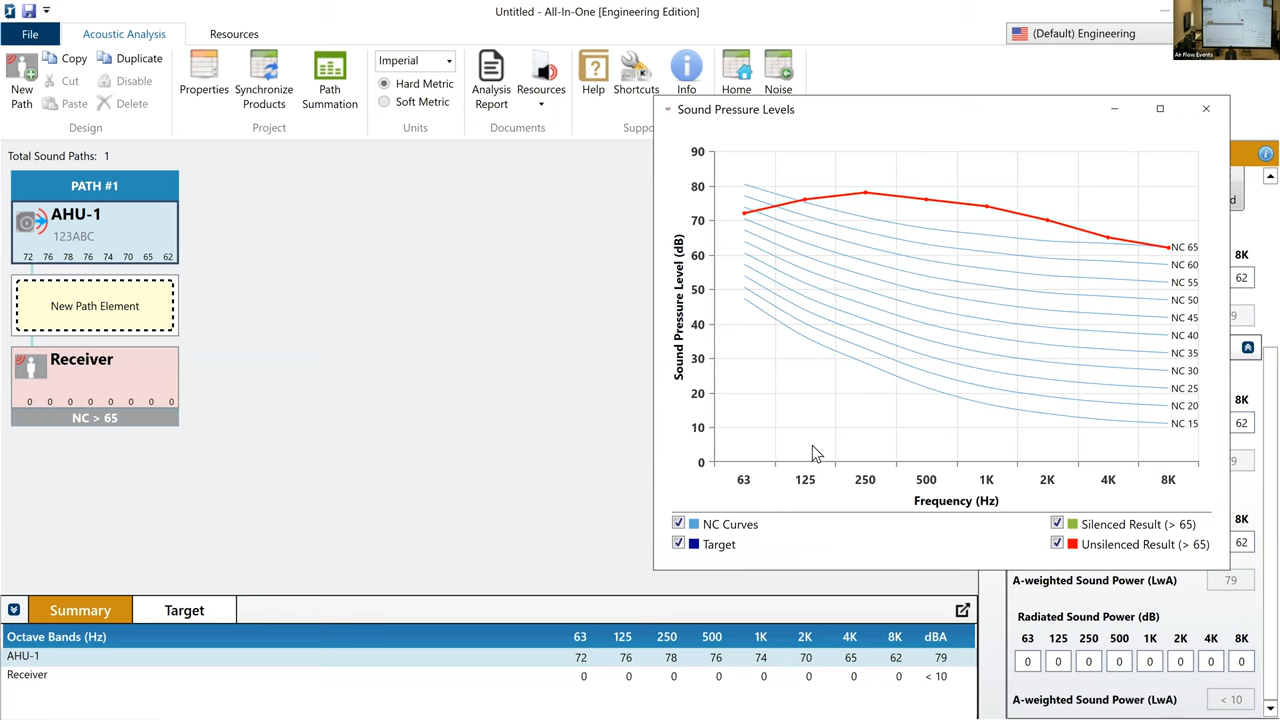 Untitled - All-In-One [Engineering Edition]
File
Acoustic Analysis
Resources
(Default) Engineering
Air Flow Events
New Path
Copy
Cut
Paste
Duplicate
Disable
Delete
Design
Properties
Synchronize Products
Path Summation
Project
Imperial
Hard Metric
Soft Metric
Units
Analysis Report
Resources
Documents
Help
Shortcuts
Info
Suppo
Home
Noise
Total Sound Paths: 1
PATH #1
AHU-1
123ABC
72 76 78 76 74 70 65 62
New Path Element
Receiver
0 0 0 0 0 0 0 0
NC > 65
Sound Pressure Levels
Sound Pressure Level (dB)
90
80
70
60
50
40
30
20
10
0
NC 65
NC 60
NC 55
NC 50
NC 45
NC 40
NC 35
NC 30
NC 25
NC 20
NC 15
63 125 250 500 1K 2K 4K 8K
Frequency (Hz)
NC Curves
Target
Silenced Result (> 65)
Unsilenced Result (> 65)
d
8K
62
79
8K
62
9
8K
62
A-weighted Sound Power (LwA) 79
Radiated Sound Power (dB)
63 125 250 500 1K 2K 4K 8K
0 0 0 0 0 0 0 0
A-weighted Sound Power (LwA) < 10
Summary
Target
Octave Bands (Hz) 63 125 250 500 1K 2K 4K 8K dBA
AHU-1 72 76 78 76 74 70 65 62 79
Receiver 0 0 0 0 0 0 0 0 < 10